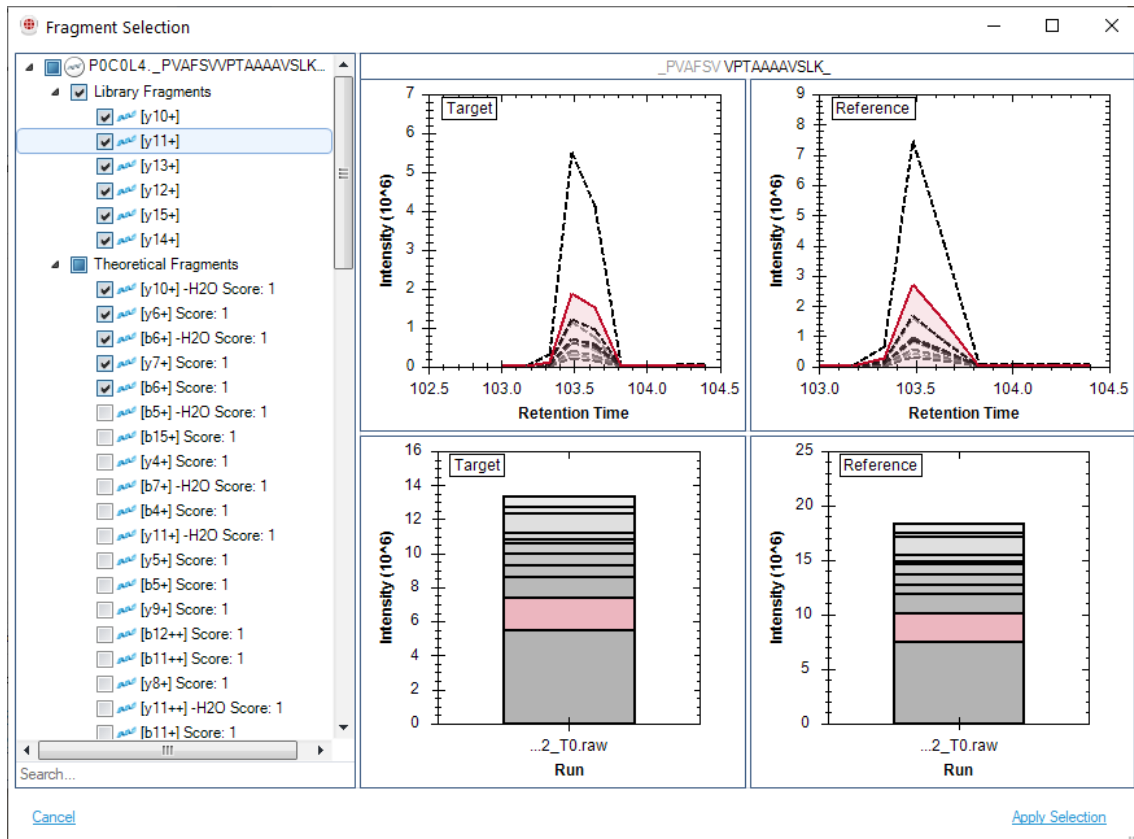 Fragment Selection
P0C0L4._PVAFSVVPTAAAAVSLK...
Library Fragments
[y10+]
[y11+]
[y13+]
[y12+]
[y15+]
[y14+]
Theoretical Fragments
[y10+] -H2O Score: 1
[y6+] Score: 1
[b6+] -H2O Score: 1
[y7+] Score: 1
[b6+] Score: 1
[b5+] -H2O Score: 1
[b15+] Score: 1
[y4+] Score: 1
[b7+] -H2O Score: 1
[b4+] Score: 1
[y11+] -H2O Score: 1
[y5+] Score: 1
[b5+] Score: 1
[y9+] Score: 1
[b12++] Score: 1
[b11++] Score: 1
[y8+] Score: 1
[y11++] -H2O Score: 1
[b11+] Score: 1
Search...
Cancel
_PVAFSV VPTAAAAVSLK_
Target
Intensity (10^6)
7
6
5
4
3
2
1
0
102.5 103.0 103.5 104.0 104.5
Retention Time
Reference
Intensity (10^6)
9
8
7
6
5
4
3
2
1
0
103.0 103.5 104.0 104.5
Retention Time
Target
Intensity (10^6)
16
14
12
10
8
6
4
2
0
...2_T0.raw
Run
Reference
Intensity (10^6)
25
20
15
10
5
0
...2_T0.raw
Run
Apply Selection